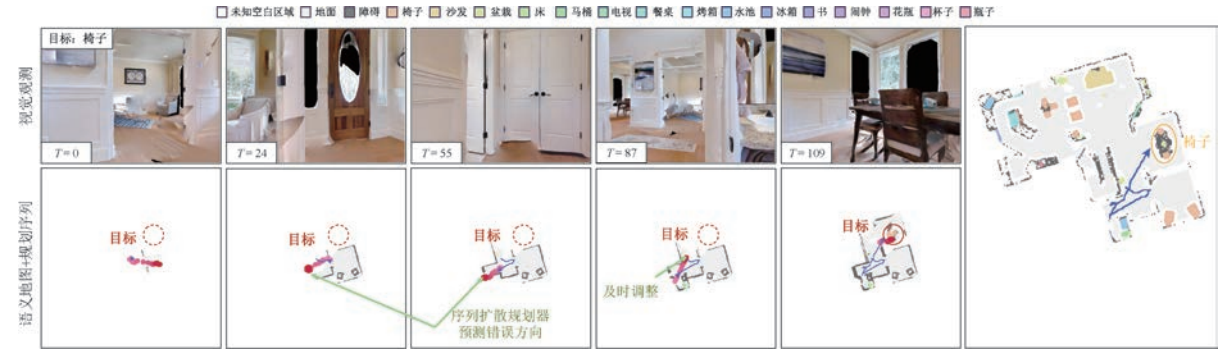 未知空白区域 地面 障碍 椅子 沙发 盆栽 床 马桶 电视 餐桌 烤箱 水池 冰箱 书 闹钟 花瓶 杯子 瓶子
视觉观测
目标：椅子
T=0
T=24
T=55
T=87
T=109
椅子
语义地图+规划序列
目标
目标
目标
目标
目标
序列扩散规划器
预测错误方向
及时调整